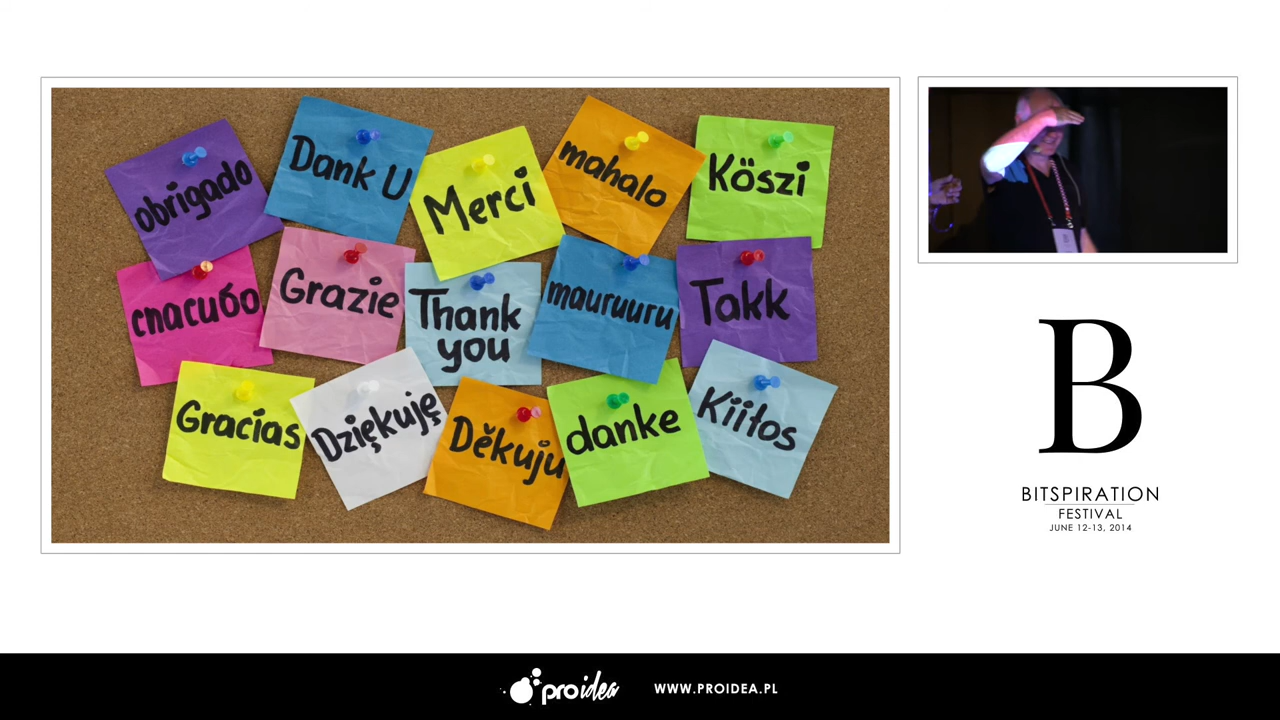 obrigado
Dank U
Merci
mahalo
Köszi
спасибо
Grazie
Thank
you
mauruuru
Takk
Gracias
Dziękuję
Děkuju
danke
Kiitos
B
BITSPIRATION
FESTIVAL
JUNE 12-13, 2014
proidea
WWW.PROIDEA.PL